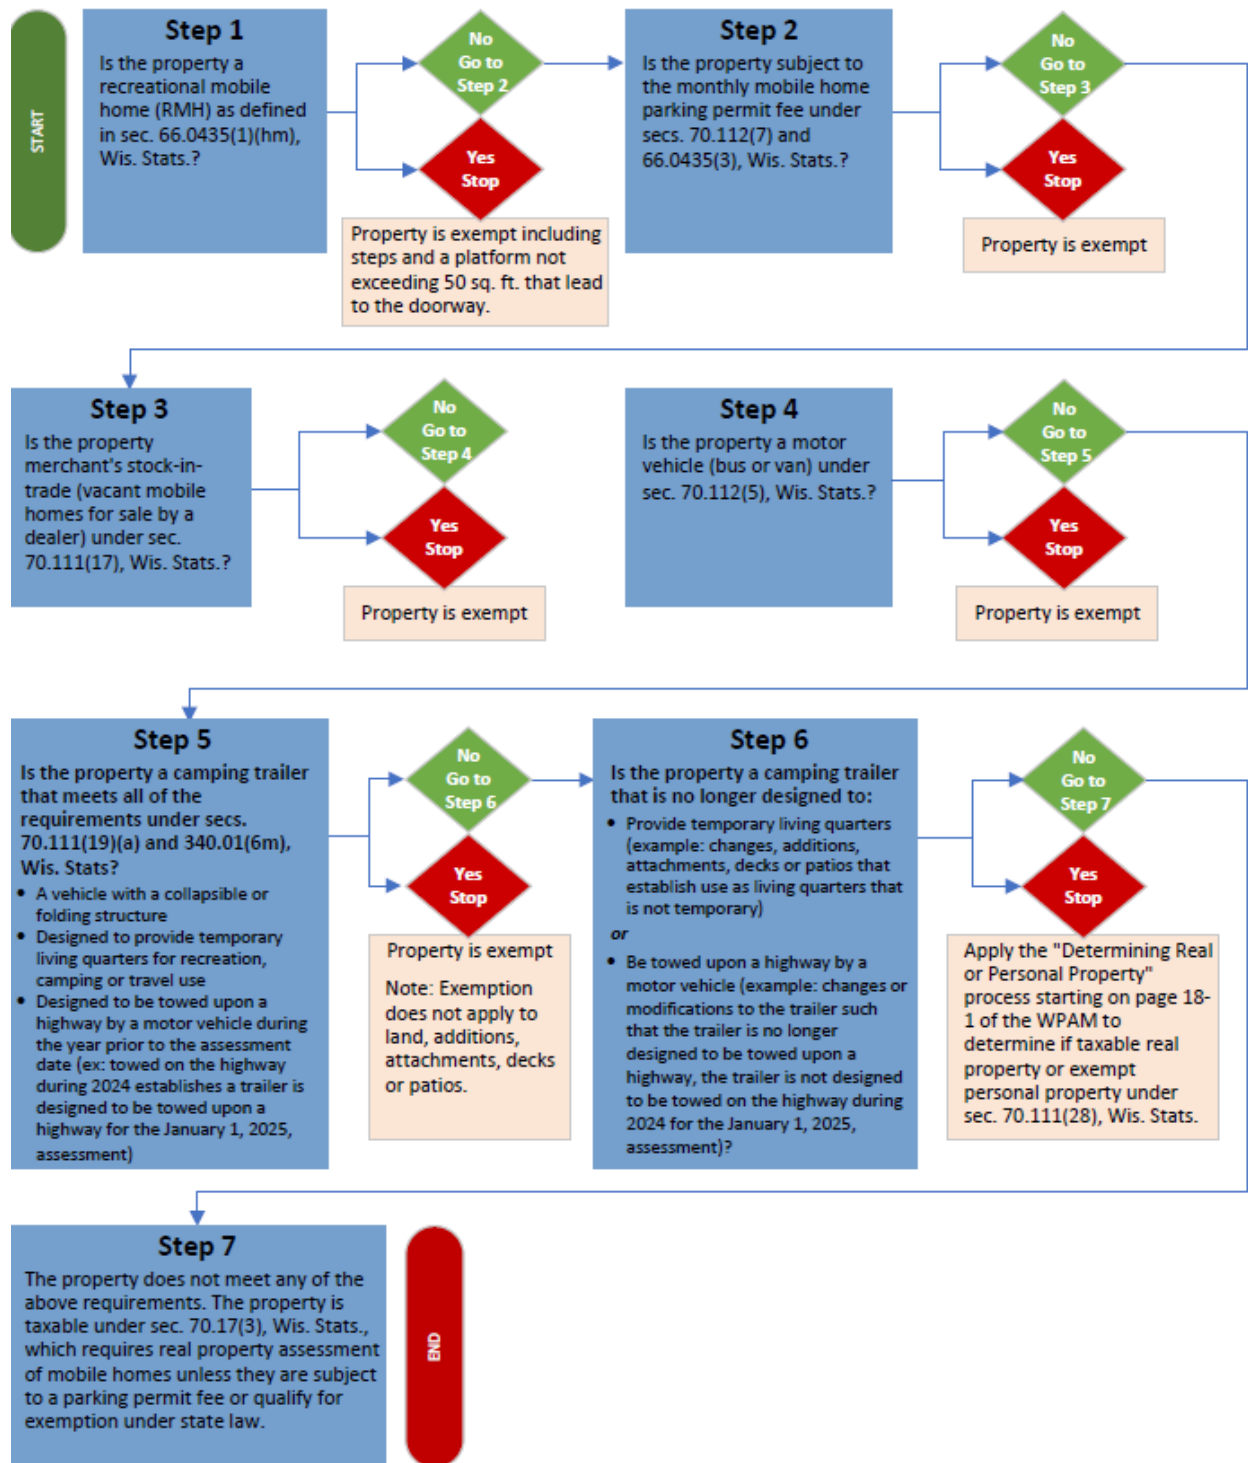 START
Step 1
Is the property a
recreational mobile
home (RMH) as defined
in sec. 66.0435(1)(hm),
Wis. Stats.?
No
Go to
Step 2
Yes
Stop
Property is exempt including
steps and a platform not
exceeding 50 sq. ft. that lead
to the doorway.
Step 2
Is the property subject to
the monthly mobile home
parking permit fee under
secs. 70.112(7) and
66.0435(3), Wis. Stats.?
No
Go to
Step 3
Yes
Stop
Property is exempt
Step 3
Is the property
merchant's stock-in-
trade (vacant mobile
homes for sale by a
dealer) under sec.
70.111(17), Wis. Stats.?
No
Go to
Step 4
Yes
Stop
Property is exempt
Step 4
Is the property a motor
vehicle (bus or van) under
sec. 70.112(5), Wis. Stats.?
No
Go to
Step 5
Yes
Stop
Property is exempt
Step 5
Is the property a camping trailer
that meets all of the
requirements under secs.
70.111(19)(a) and 340.01(6m),
Wis. Stats?
• A vehicle with a collapsible or
folding structure
• Designed to provide temporary
living quarters for recreation,
camping or travel use
• Designed to be towed upon a
highway by a motor vehicle during
the year prior to the assessment
date (ex: towed on the highway
during 2024 establishes a trailer is
designed to be towed upon a
highway for the January 1, 2025,
assessment)
No
Go to
Step 6
Yes
Stop
Property is exempt
Note: Exemption
does not apply to
land, additions,
attachments, decks
or patios.
Step 6
Is the property a camping trailer
that is no longer designed to:
• Provide temporary living quarters
(example: changes, additions,
attachments, decks or patios that
establish use as living quarters that
is not temporary)
or
• Be towed upon a highway by a
motor vehicle (example: changes or
modifications to the trailer such
that the trailer is no longer
designed to be towed upon a
highway, the trailer is not designed
to be towed on the highway during
2024 for the January 1, 2025,
assessment)?
No
Go to
Step 7
Yes
Stop
Apply the "Determining Real
or Personal Property"
process starting on page 18-
1 of the WPAM to
determine if taxable real
property or exempt
personal property under
sec. 70.111(28), Wis. Stats.
Step 7
The property does not meet any of the
above requirements. The property is
taxable under sec. 70.17(3), Wis. Stats.,
which requires real property assessment
of mobile homes unless they are subject
to a parking permit fee or qualify for
exemption under state law.
END